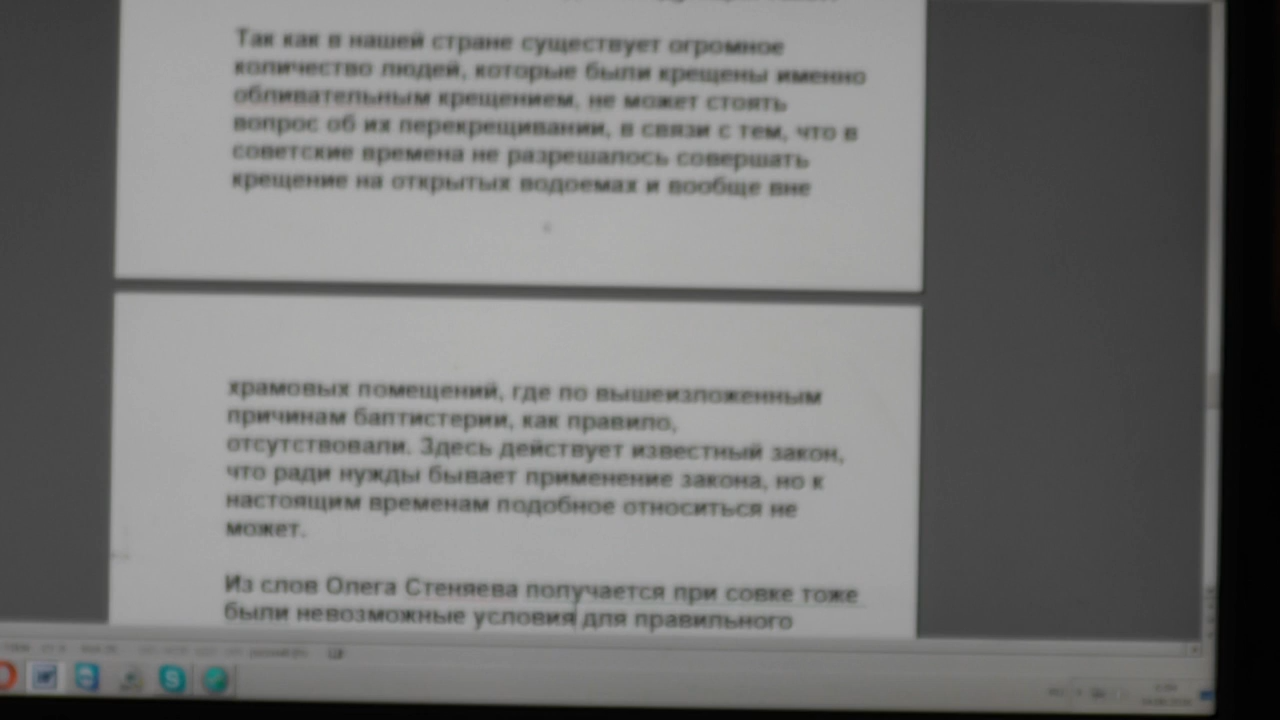 Так как в нашей стране существует огромное
количество людей, которые были крещены именно
обливательным крещением, не может стоять
вопрос об их перекрещивании, в связи с тем, что в
советские времена не разрешалось совершать
крещение на открытых водоемах и вообще вне
храмовых помещений, где по вышеизложенным
причинам баптистерии, как правило,
отсутствовали. Здесь действует известный закон,
что ради нужды бывает применение закона, но к
настоящим временам подобное относиться не
может.
Из слов Олега Стеняева получается при совке тоже
были невозможные условия для правильного